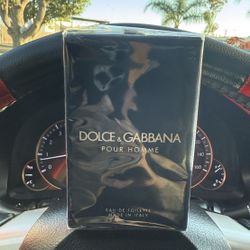 DOLCE & GABBANA
POUR HOMME
EAU DE TOILETTE
MADE IN ITALY